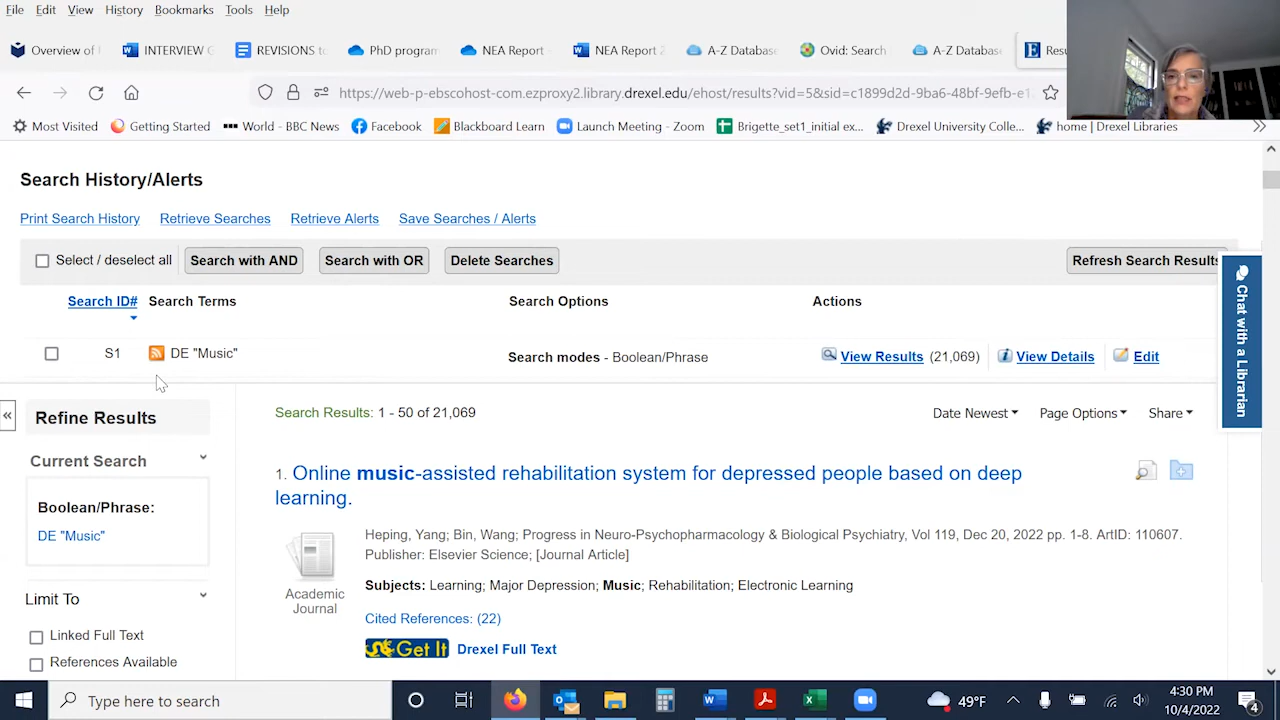 File Edit View History Bookmarks Tools Help
Overview of I INTERVIEW G REVISIONS to PhD program NEA Report NEA Report 2 A-Z Databas Ovid: Search A-Z Databas Resu
https://web-p-ebscohost-com.ezproxy2.library.drexel.edu/ehost/results?vid=5&sid=c1899d2d-9ba6-48bf-9efb-e1
Most Visited Getting Started World - BBC News Facebook Blackboard Learn Launch Meeting - Zoom Brigette_set1_initial ex... Drexel University Colle... home | Drexel Libraries
Search History/Alerts
Print Search History Retrieve Searches Retrieve Alerts Save Searches / Alerts
Select / deselect all Search with AND Search with OR Delete Searches Refresh Search Results
Search ID# Search Terms Search Options Actions
S1 DE "Music" Search modes - Boolean/Phrase View Results (21,069) View Details Edit
Chat with a Librarian
Refine Results
Search Results: 1 - 50 of 21,069 Date Newest Page Options Share
Current Search
Boolean/Phrase:
DE "Music"
Limit To
Linked Full Text
References Available
1. Online music-assisted rehabilitation system for depressed people based on deep
learning.
Heping, Yang; Bin, Wang; Progress in Neuro-Psychopharmacology & Biological Psychiatry, Vol 119, Dec 20, 2022 pp. 1-8. ArtID: 110607.
Publisher: Elsevier Science; [Journal Article]
Academic
Journal
Subjects: Learning; Major Depression; Music; Rehabilitation; Electronic Learning
Cited References: (22)
Get It Drexel Full Text
Type here to search 49°F 4:30 PM
10/4/2022 4